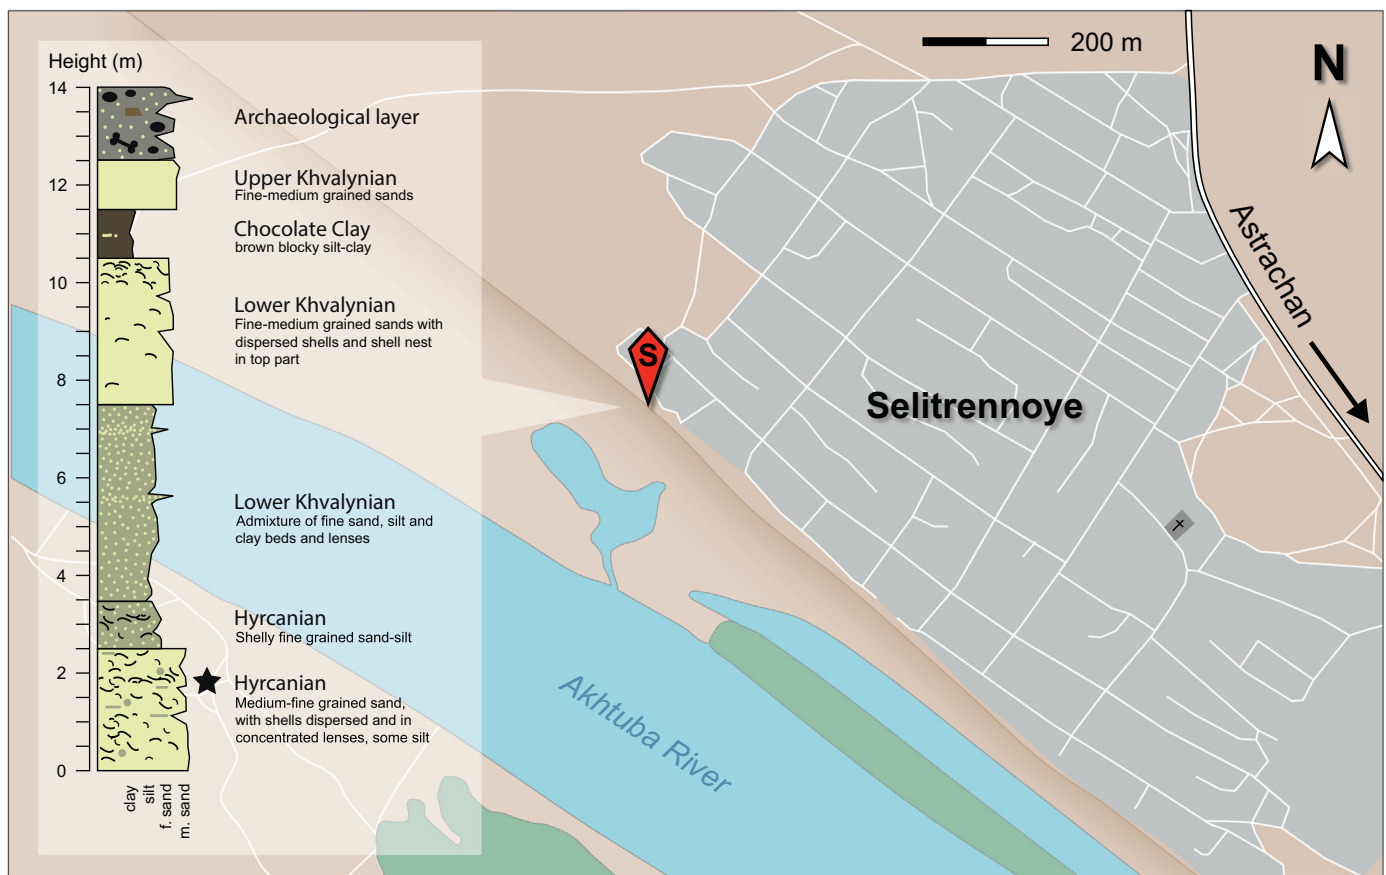 Height (m)
14
12
10
8
6
4
2
0
clay
silt
f. sand
m. sand
Archaeological layer
Upper Khvalynian
Fine-medium grained sands
Chocolate Clay
brown blocky silt-clay
Lower Khvalynian
Fine-medium grained sands with
dispersed shells and shell nest
in top part
Lower Khvalynian
Admixture of fine sand, silt and
clay beds and lenses
Hyrcanian
Shelly fine grained sand-silt
Hyrcanian
Medium-fine grained sand,
with shells dispersed and in
concentrated lenses, some silt
200 m
N
Astrachan
S
Selitrennoye
Akhtuba River